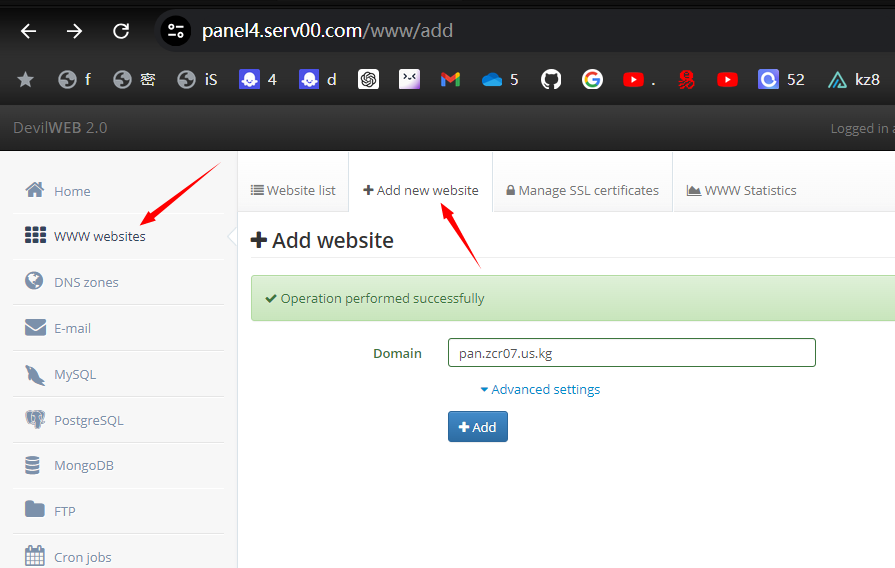 panel4.serv00.com/www/add
f 密 iS 4 d 5 . 52 kz8
DevilWEB 2.0 Logged in a
Home
WWW websites
DNS zones
E-mail
MySQL
PostgreSQL
MongoDB
FTP
Cron jobs
Website list Add new website Manage SSL certificates WWW Statistics
Add website
Operation performed successfully
Domain pan.zcr07.us.kg
Advanced settings
Add